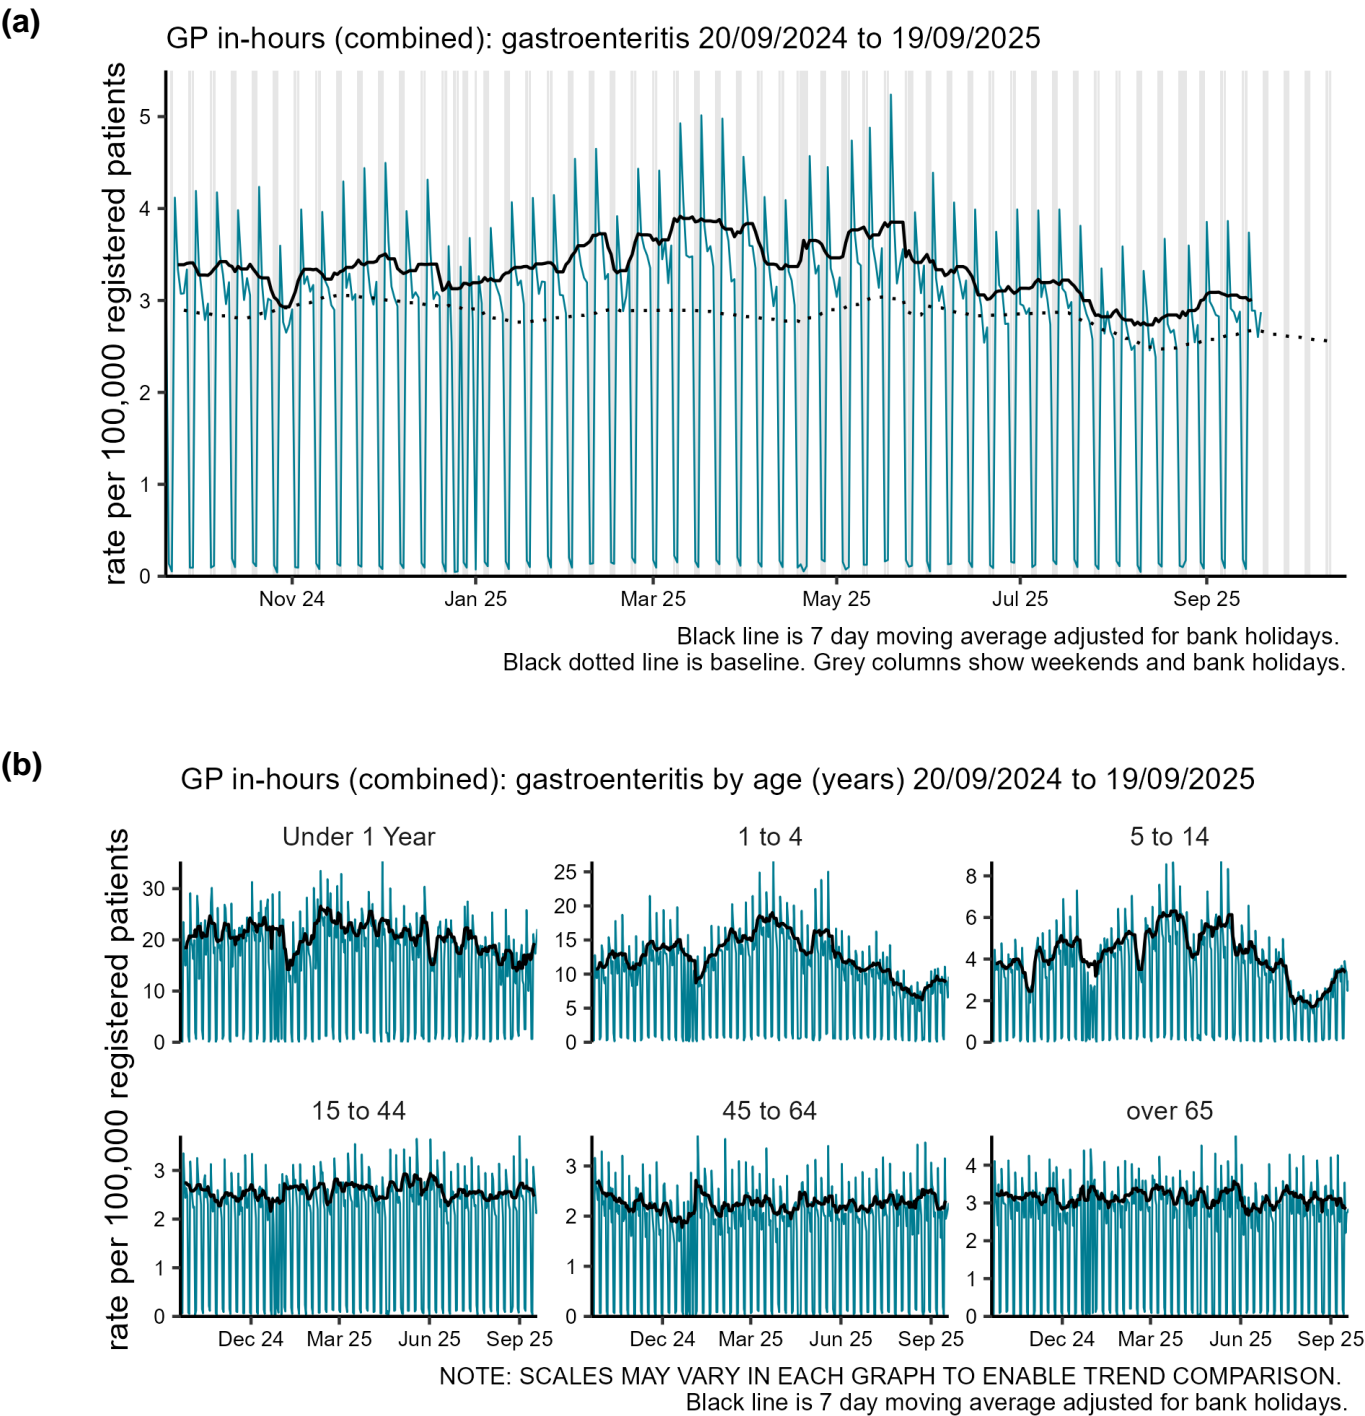 (a)
GP in-hours (combined): gastroenteritis 20/09/2024 to 19/09/2025
rate per 100,000 registered patients
5
4
3
2
1
0
Nov 24 Jan 25 Mar 25 May 25 Jul 25 Sep 25
Black line is 7 day moving average adjusted for bank holidays.
Black dotted line is baseline. Grey columns show weekends and bank holidays.
(b)
GP in-hours (combined): gastroenteritis by age (years) 20/09/2024 to 19/09/2025
rate per 100,000 registered patients
Under 1 Year
30
20
10
0
1 to 4
25
20
15
10
5
0
5 to 14
8
6
4
2
0
15 to 44
3
2
1
0
Dec 24 Mar 25 Jun 25 Sep 25
45 to 64
3
2
1
0
Dec 24 Mar 25 Jun 25 Sep 25
over 65
4
3
2
1
0
Dec 24 Mar 25 Jun 25 Sep 25
NOTE: SCALES MAY VARY IN EACH GRAPH TO ENABLE TREND COMPARISON.
Black line is 7 day moving average adjusted for bank holidays.